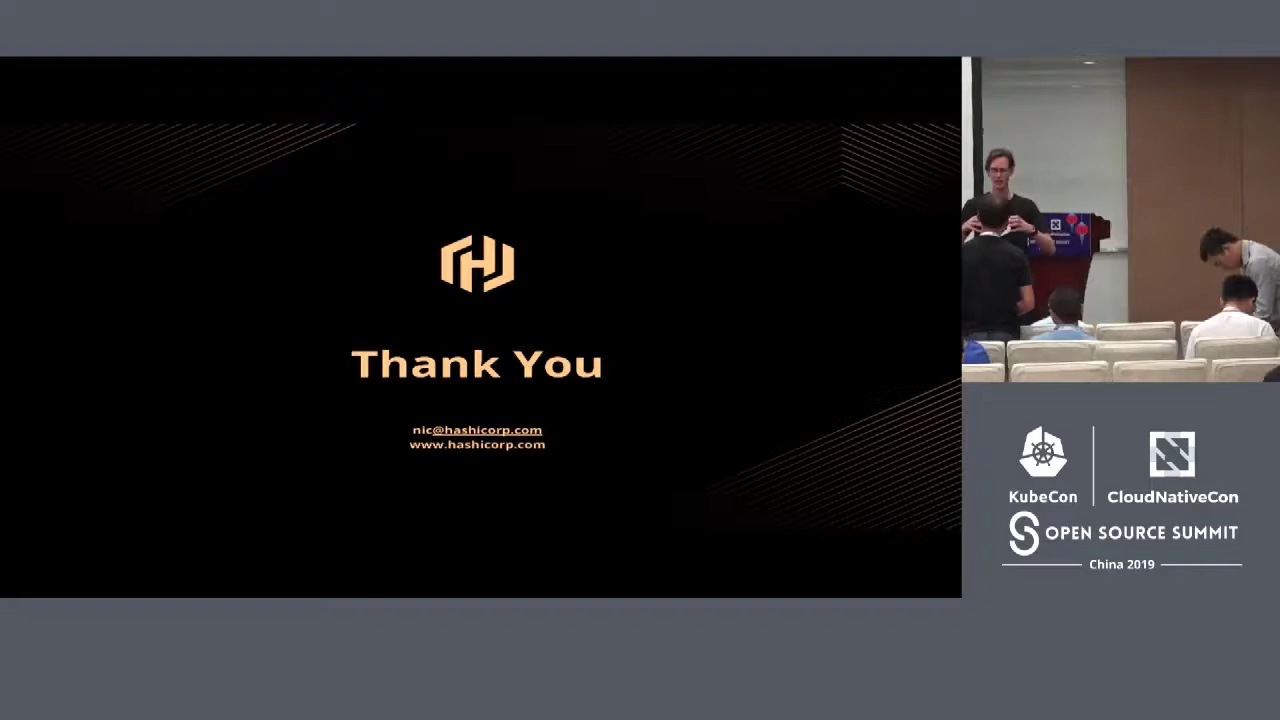 Thank You
nic@hashicorp.com
www.hashicorp.com
KubeCon
CloudNativeCon
OPEN SOURCE SUMMIT
China 2019